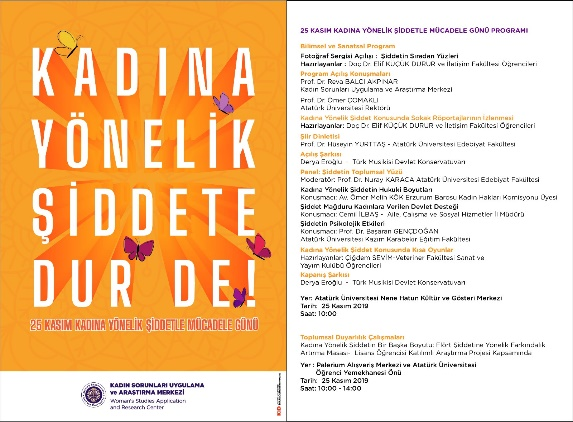 KADINA
YÖNELİK
ŞİDDETE
DUR DE!
25 KASIM KADINA YÖNELİK ŞİDDETLE MÜCADELE GÜNÜ
KADIN SORUNLARI UYGULAMA
ve ARAŞTIRMA MERKEZİ
Woman's Studies Application
and Research Center
25 KASIM KADINA YÖNELİK ŞİDDETLE MÜCADELE GÜNÜ PROGRAMI
Bilimsel ve Sanatsal Program
Fotoğraf Sergisi Açılışı : Şiddetin Sıradan Yüzleri
Hazırlayanlar : Doç Dr. Elif KÜÇÜK DURUR ve İletişim Fakültesi Öğrencileri
Program Açılış Konuşmaları
Prof. Dr. Reva BALCI AKPINAR
Kadın Sorunları Uygulama ve Araştırma Merkezi
Prof. Dr. Ömer ÇOMAKLI
Atatürk Üniversitesi Rektörü
Kadına Yönelik Şiddet Konusunda Sokak Röportajlarının İzlenmesi
Hazırlayanlar: Doç Dr. Elif KÜÇÜK DURUR ve İletişim Fakültesi Öğrencileri
Şiir Dinletisi
Prof. Dr. Hüseyin YURTTAŞ - Atatürk Üniversitesi Edebiyat Fakültesi
Açılış Şarkısı
Derya Eroğlu - Türk Musikisi Devlet Konservatuvarı
Panel: Şiddetin Toplumsal Yüzü
Moderatör: Prof. Dr. Nuray KARACA Atatürk Üniversitesi Edebiyat Fakültesi
Kadına Yönelik Şiddetin Hukuki Boyutları
Konuşmacı: Av. Ömer Melih KÖK Erzurum Barosu Kadın Hakları Komisyonu Üyesi
Şiddet Mağduru Kadınlara Verilen Devlet Desteği
Konuşmacı: Cemil İLBAŞ - Aile, Çalışma ve Sosyal Hizmetler İl Müdürü
Şiddetin Psikolojik Etkileri
Konuşmacı: Prof. Dr. Başaran GENÇDOĞAN
Atatürk Üniversitesi Kazım Karabekir Eğitim Fakültesi
Kadına Yönelik Şiddet Konusunda Kısa Oyunlar
Hazırlayanlar: Çiğdem SEVİM-Veteriner Fakültesi Sanat ve
Yayım Kulübü Öğrencileri
Kapanış Şarkısı
Derya Eroğlu - Türk Musikisi Devlet Konservatuvarı
Yer: Atatürk Üniversitesi Nene Hatun Kültür ve Gösteri Merkezi
Tarih: 25 Kasım 2019
Saat: 10:00
Toplumsal Duyarlılık Çalışmaları
Kadına Yönelik Şiddetin Bir Başka Boyutu: Flört Şiddetine Yönelik Farkındalık
Artırma Masası- Lisans Öğrencisi Katılımlı Araştırma Projesi Kapsamında
Yer : Palerium Alışveriş Merkezi ve Atatürk Üniversitesi
Öğrenci Yemekhanesi Önü
Tarih: 25 Kasım 2019
Saat: 10:00 - 14:00